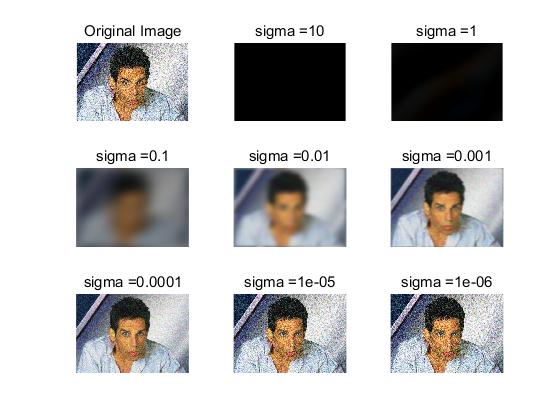 Original Image
sigma =10
sigma =1
sigma =0.1
sigma =0.01
sigma =0.001
sigma =0.0001
sigma =1e-05
sigma =1e-06